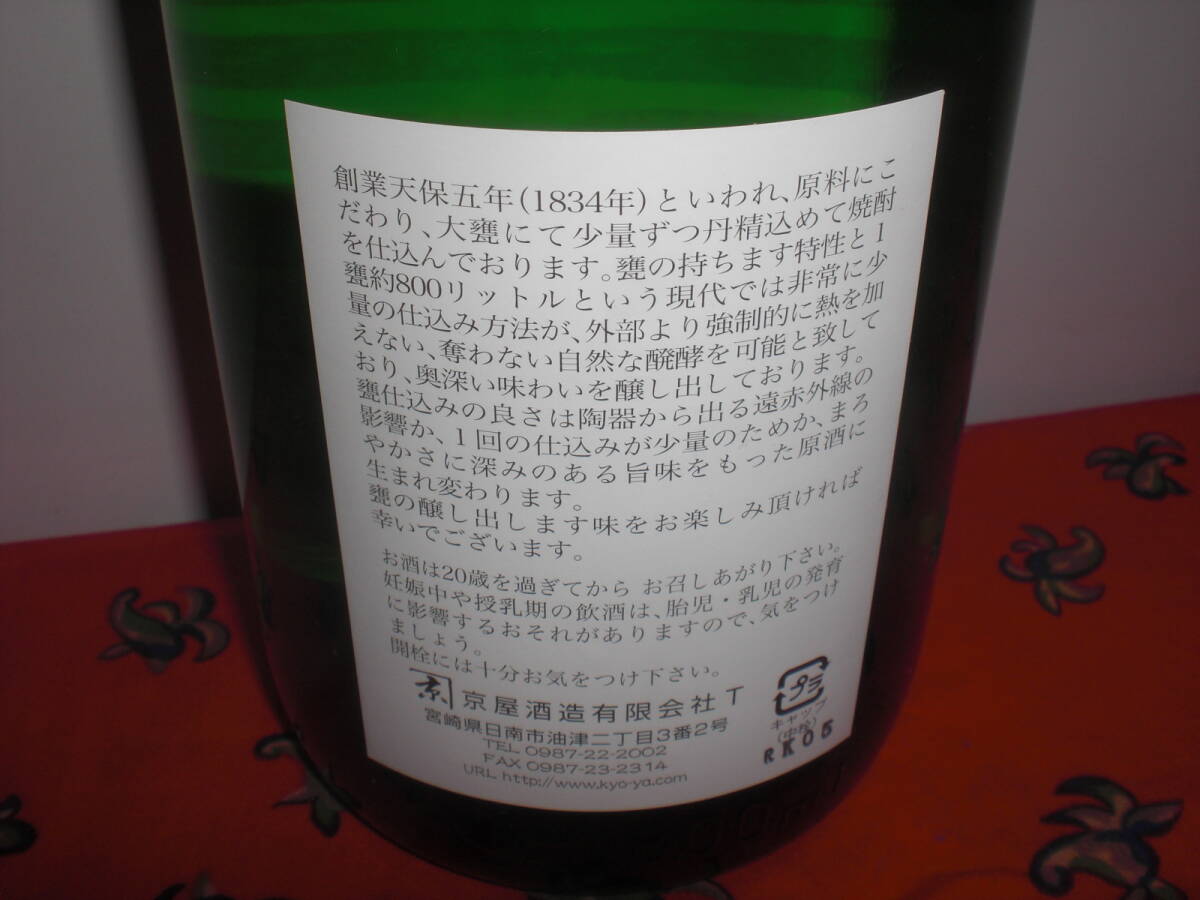 創業天保五年(1834年)といわれ、原料にこ
だわり、大甕にて少量ずつ丹精込めて焼酎
を仕込んでおります。甕の持ちます特性と1
甕約800リットルという現代では非常に少
量の仕込み方法が、外部より強制的に熱を加
えない、奪わない自然な醗酵を可能と致して
おり、奥深い味わいを醸し出しております。
甕仕込みの良さは陶器から出る遠赤外線の
影響か、1回の仕込みが少量のためか、まろ
やかさに深みのある旨味をもった原酒に
生まれ変わります。
甕の醸し出します味をお楽しみ頂ければ
幸いでございます。
お酒は20歳を過ぎてから お召しあがり下さい。
妊娠中や授乳期の飲酒は、胎児・乳児の発育
に影響するおそれがありますので、気をつけ
ましょう。
開栓には十分お気をつけ下さい。
京 京屋酒造有限会社 T
宮崎県日南市油津二丁目3番2号
TEL 0987-22-2002
FAX 0987-23-2314
URL http://www.kyo-ya.com
プラ
キャップ
(中栓)
RK05